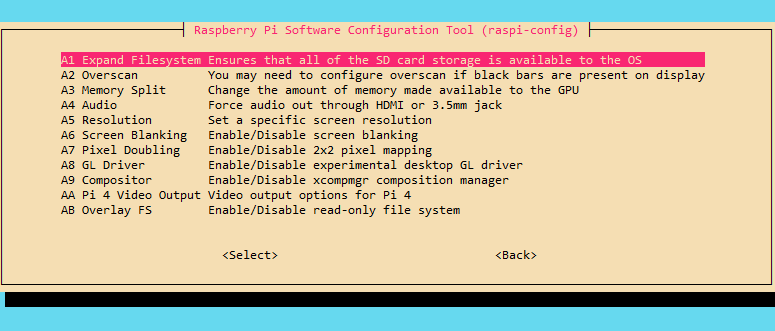 Raspberry Pi Software Configuration Tool (raspi-config)
A1 Expand Filesystem Ensures that all of the SD card storage is available to the OS
A2 Overscan You may need to configure overscan if black bars are present on display
A3 Memory Split Change the amount of memory made available to the GPU
A4 Audio Force audio out through HDMI or 3.5mm jack
A5 Resolution Set a specific screen resolution
A6 Screen Blanking Enable/Disable screen blanking
A7 Pixel Doubling Enable/Disable 2x2 pixel mapping
A8 GL Driver Enable/Disable experimental desktop GL driver
A9 Compositor Enable/Disable xcompmgr composition manager
AA Pi 4 Video Output Video output options for Pi 4
AB Overlay FS Enable/Disable read-only file system
<Select> <Back>